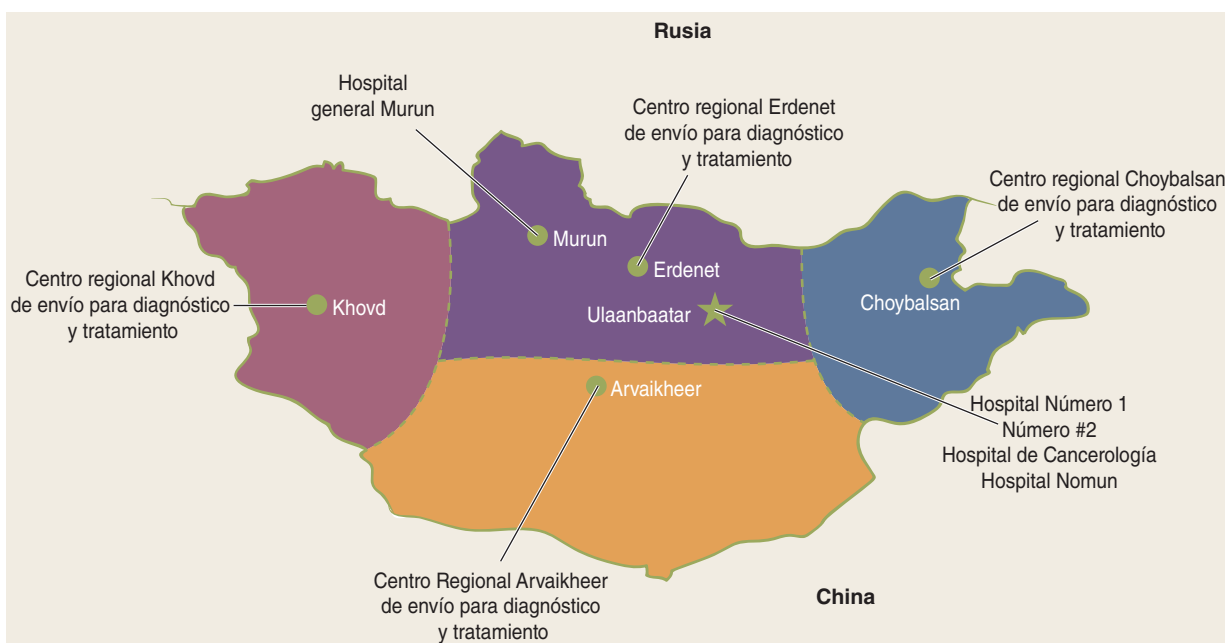 Rusia
Hospital
general Murun
Centro regional Erdenet
de envío para diagnóstico
y tratamiento
Centro regional Choybalsan
de envío para diagnóstico
y tratamiento
Murun
Erdenet
Centro regional Khovd
de envío para diagnóstico
y tratamiento
Khovd
Ulaanbaatar
Choybalsan
Arvaikheer
Hospital Número 1
Número #2
Hospital de Cancerología
Hospital Nomun
Centro Regional Arvaikheer
de envío para diagnóstico
y tratamiento
China